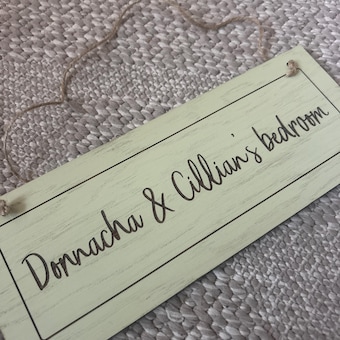 Donnacha & Cillian's bedroom